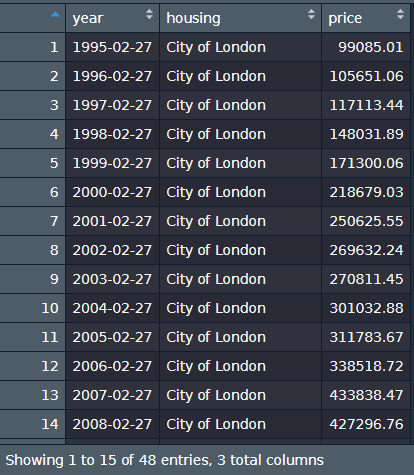 year housing price
1 1995-02-27 City of London 99085.01
2 1996-02-27 City of London 105651.06
3 1997-02-27 City of London 117113.44
4 1998-02-27 City of London 148031.89
5 1999-02-27 City of London 171300.06
6 2000-02-27 City of London 218679.03
7 2001-02-27 City of London 250625.55
8 2002-02-27 City of London 269632.24
9 2003-02-27 City of London 270811.45
10 2004-02-27 City of London 301032.88
11 2005-02-27 City of London 311783.67
12 2006-02-27 City of London 338518.72
13 2007-02-27 City of London 433838.47
14 2008-02-27 City of London 427296.76
Showing 1 to 15 of 48 entries, 3 total columns